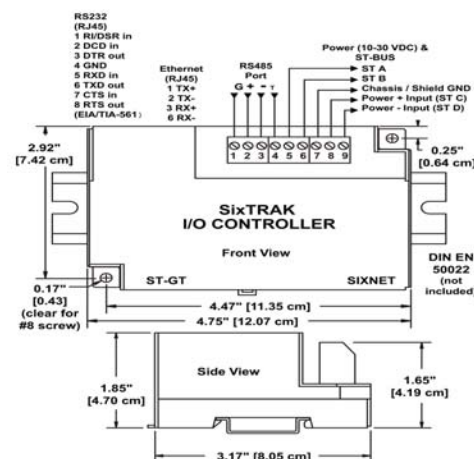 RS232
(RJ45)
1 RI/DSR in
2 DCD in
3 DTR out
4 GND
5 RXD in
6 TXD out
7 CTS in
8 RTS out
(EIA/TIA-561)
Ethernet
(RJ45)
1 TX+
2 TX-
3 RX+
6 RX-
RS485
Port
G + - T
Power (10-30 VDC) &
ST-BUS
ST A
ST B
Chassis / Shield GND
Power + Input (ST C)
Power - Input (ST D)
1 2 3 4 5 6 7 8 9
2.92"
[7.42 cm]
0.25"
[0.64 cm]
SixTRAK
I/O CONTROLLER
Front View
ST-GT
SIXNET
DIN EN
50022
(not
included)
0.17"
[0.43]
(clear for
#8 screw)
4.47" [11.35 cm]
4.75" [12.07 cm]
1.85"
[4.70 cm]
Side View
1.65"
[4.19 cm]
3.17" [8.05 cm]